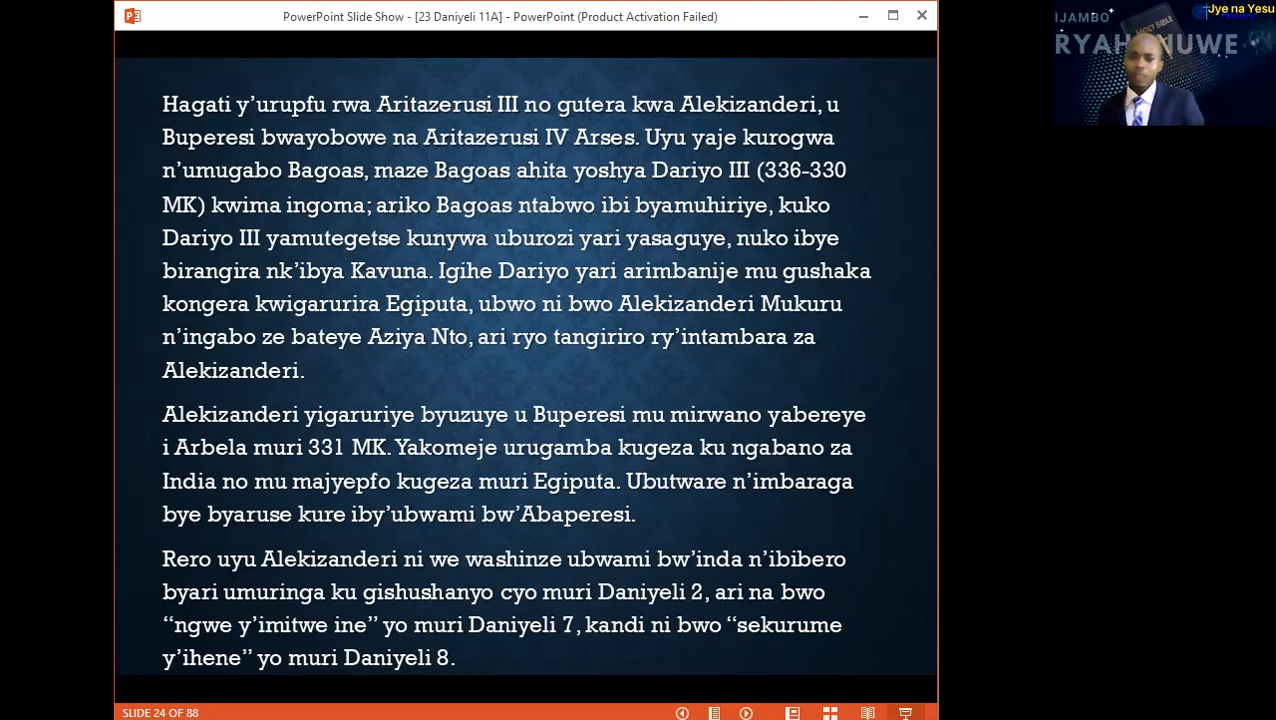 PowerPoint Slide Show - [23 Daniyeli 11A] - PowerPoint (Product Activation Failed)
Jye na Yesu
IJAMBO
HOLY BIBLE
Hagati y’urupfu rwa Aritazerusi III no gutera kwa Alekizanderi, u
Buperesi bwayobowe na Aritazerusi IV Arses. Uyu yaje kurogwa
n’umugabo Bagoas, maze Bagoas ahita yoshya Dariyo III (336-330
MK) kwima ingoma; ariko Bagoas ntabwo ibi byamuhiriye, kuko
Dariyo III yamutegetse kunywa uburozi yari yasaguye, nuko ibye
birangira nk’ibya Kavuna. Igihe Dariyo yari arimbanije mu gushaka
kongera kwigarurira Egiputa, ubwo ni bwo Alekizanderi Mukuru
n’ingabo ze bateye Aziya Nto, ari ryo tangiriro ry’intambara za
Alekizanderi.
Alekizanderi yigaruriye byuzuye u Buperesi mu mirwano yabereye
i Arbela muri 331 MK. Yakomeje urugamba kugeza ku ngabano za
India no mu majyepfo kugeza muri Egiputa. Ubutware n’imbaraga
bye byaruse kure iby’ubwami bw’Abaperesi.
Rero uyu Alekizanderi ni we washinze ubwami bw’inda n’ibibero
byari umuringa ku gishushanyo cyo muri Daniyeli 2, ari na bwo
“ngwe y’imitwe ine” yo muri Daniyeli 7, kandi ni bwo “sekurume
y’ihene” yo muri Daniyeli 8.
SLIDE 24 OF 88